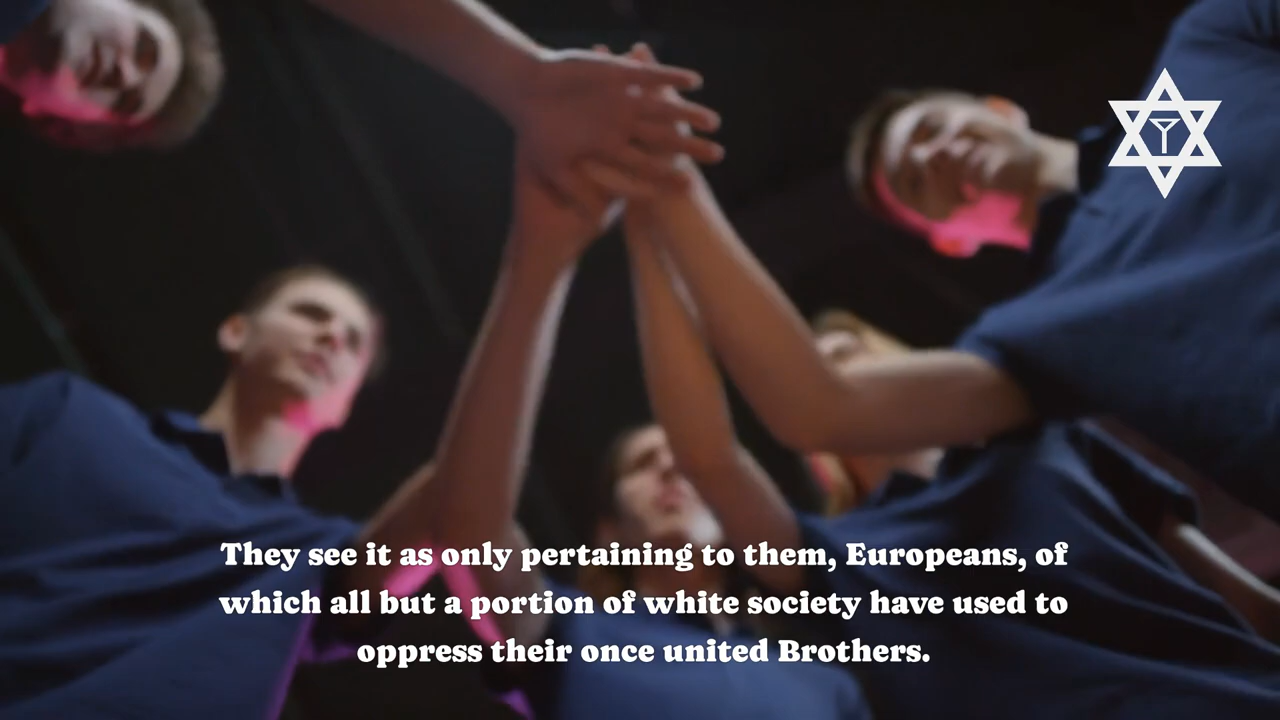 They see it as only pertaining to them, Europeans, of
which all but a portion of white society have used to
oppress their once united Brothers.